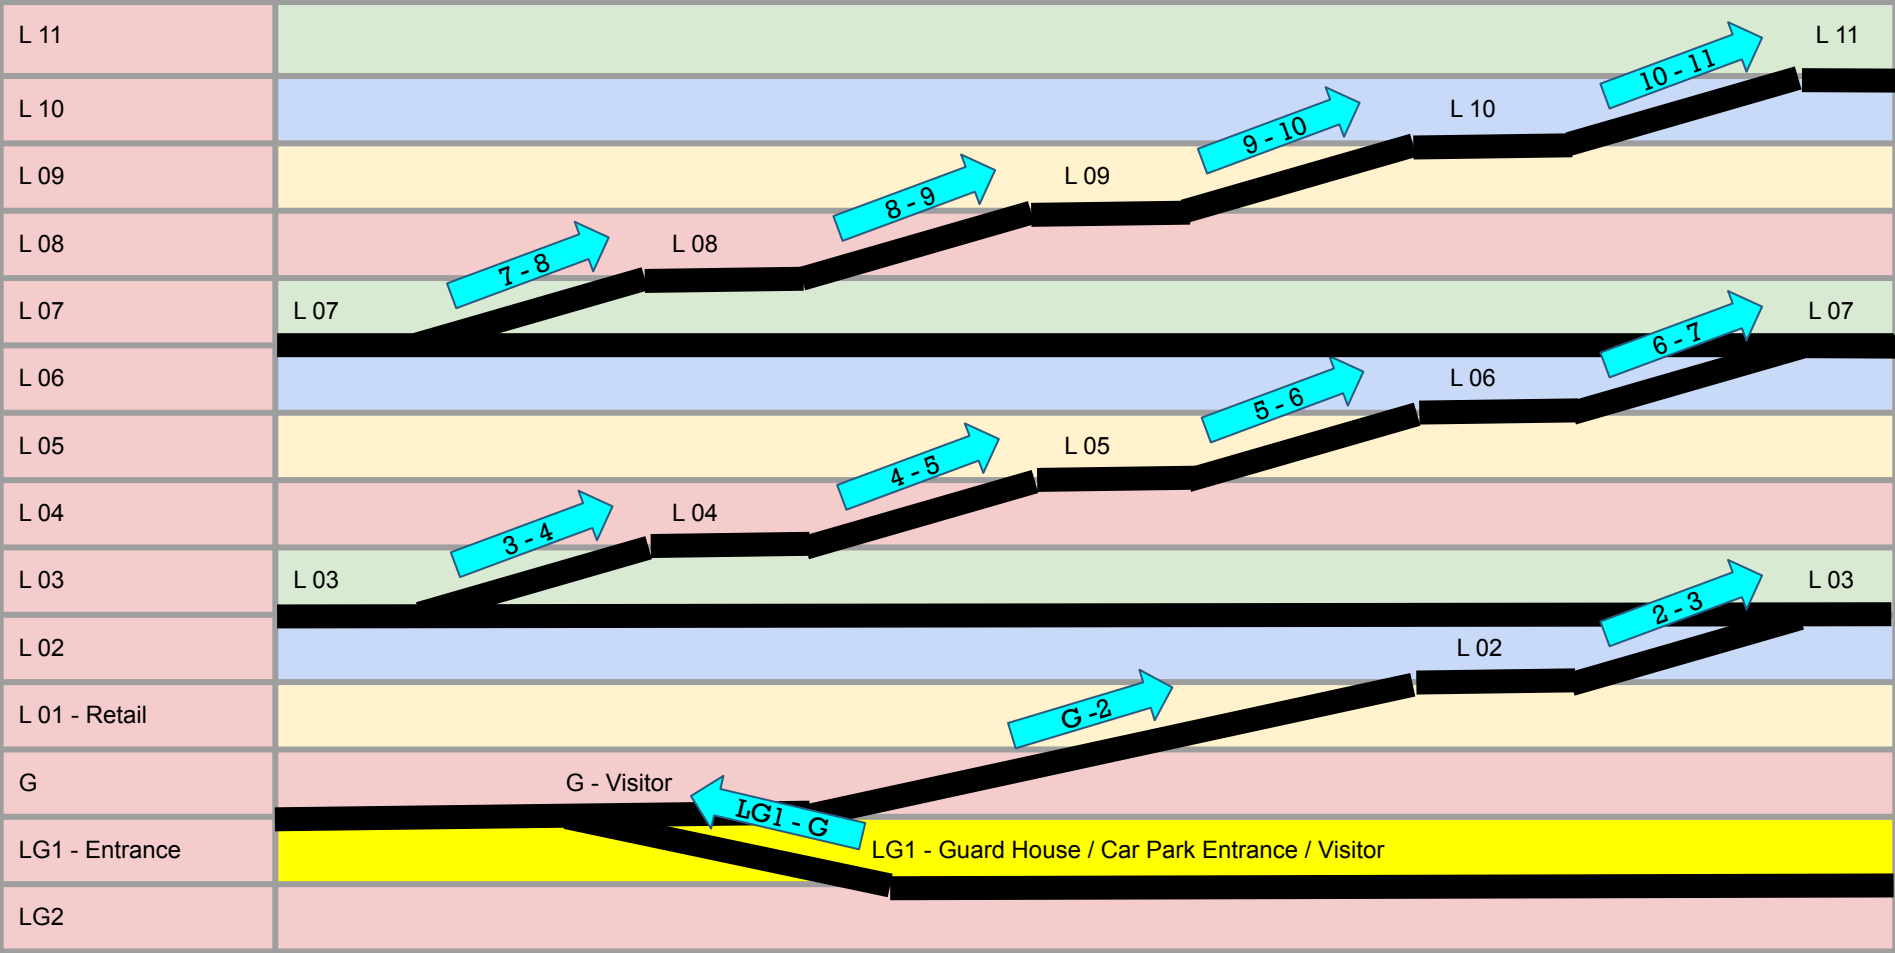 L 11
L 11
10 - 11
L 10
L 10
9 - 10
L 09
L 09
8 - 9
L 08
L 08
7 - 8
L 07
L 07
L 07
6 - 7
L 06
L 06
5 - 6
L 05
L 05
4 - 5
L 04
L 04
3 - 4
L 03
L 03
L 03
2 - 3
L 02
L 02
L 01 - Retail
G -2
G
G - Visitor
LG1 - G
LG1 - Entrance
LG1 - Guard House / Car Park Entrance / Visitor
LG2